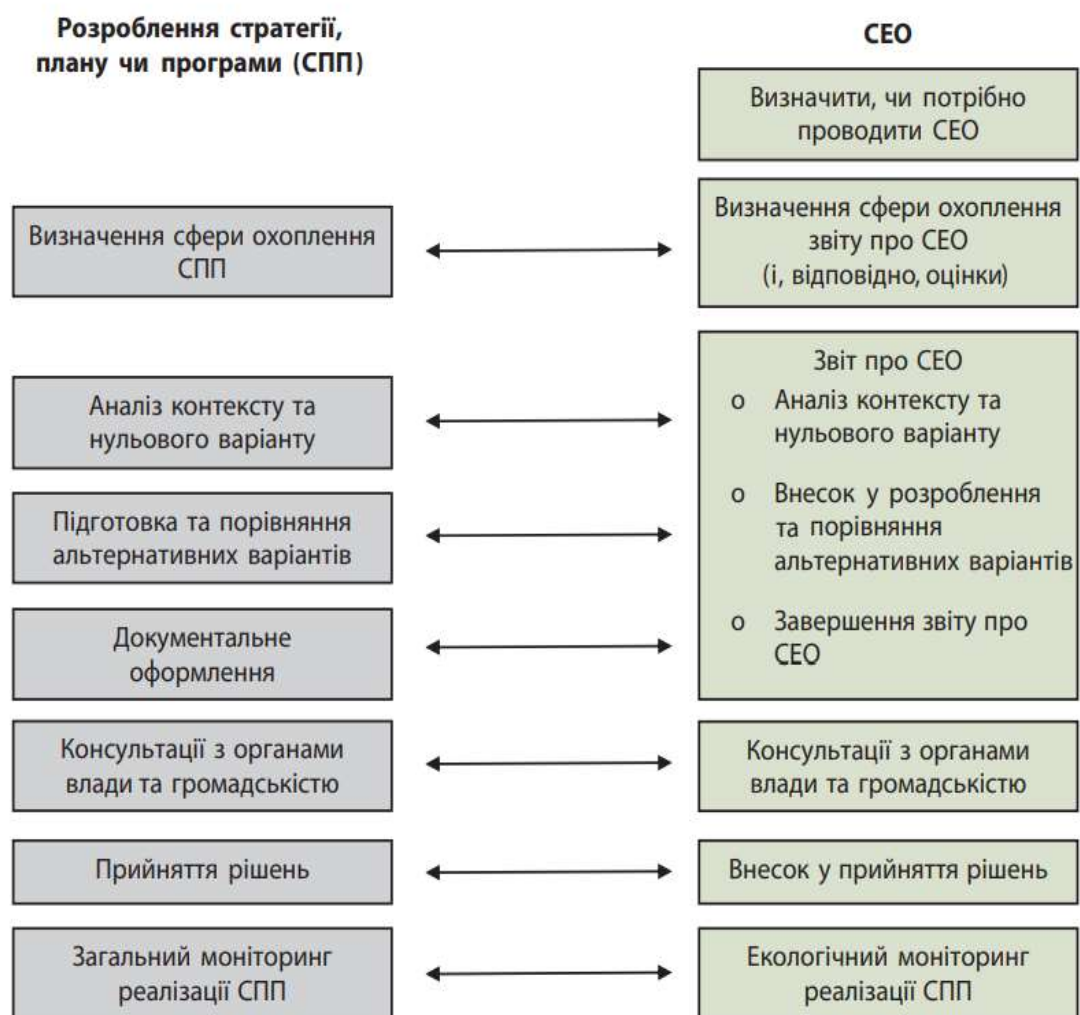 Розроблення стратегії,
плану чи програми (СПП)
СЕО
Визначити, чи потрібно
проводити СЕО
Визначення сфери охоплення
СПП
Визначення сфери охоплення
звіту про СЕО
(і, відповідно, оцінки)
Звіт про СЕО
Аналіз контексту та
нульового варіанту
o Аналіз контексту та
нульового варіанту
Підготовка та порівняння
альтернативних варіантів
o Внесок у розроблення
та порівняння
альтернативних варіантів
Документальне
оформлення
o Завершення звіту про
СЕО
Консультації з органами
влади та громадськістю
Консультації з органами
влади та громадськістю
Прийняття рішень
Внесок у прийняття рішень
Загальний моніторинг
реалізації СПП
Екологічний моніторинг
реалізації СПП